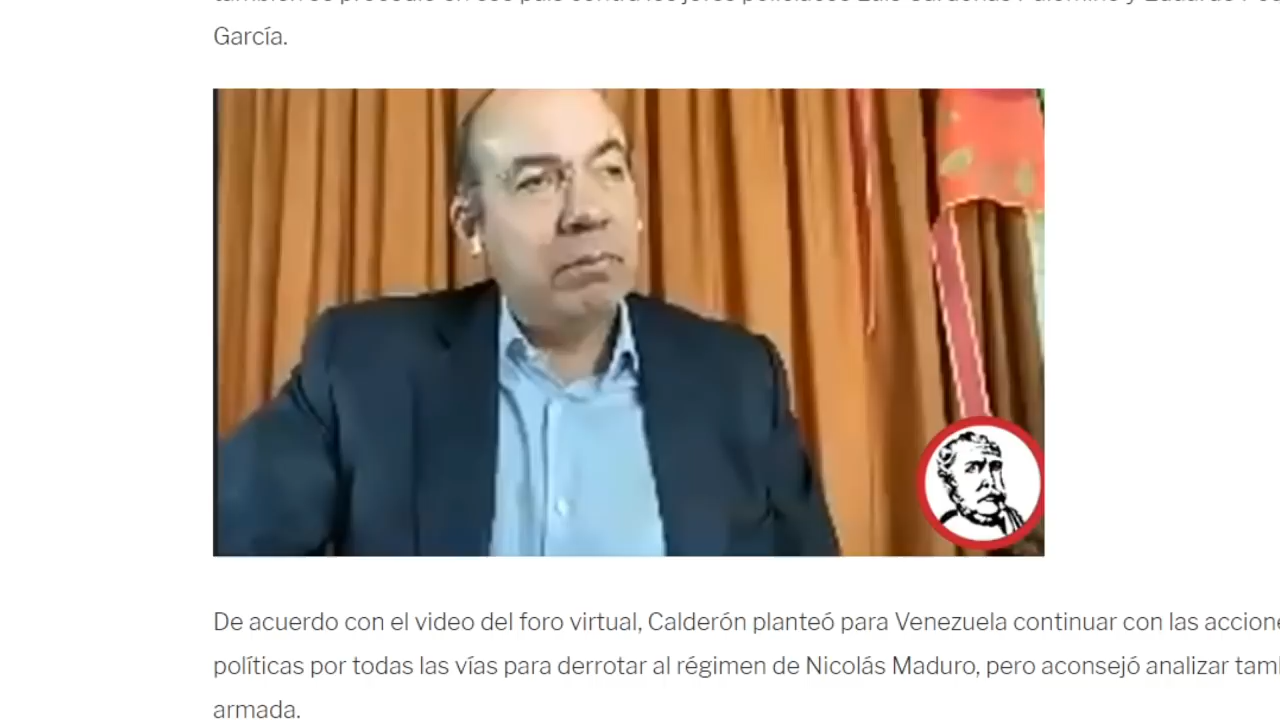 García.
De acuerdo con el video del foro virtual, Calderón planteó para Venezuela continuar con las accione
políticas por todas las vías para derrotar al régimen de Nicolás Maduro, pero aconsejó analizar tam
armada.